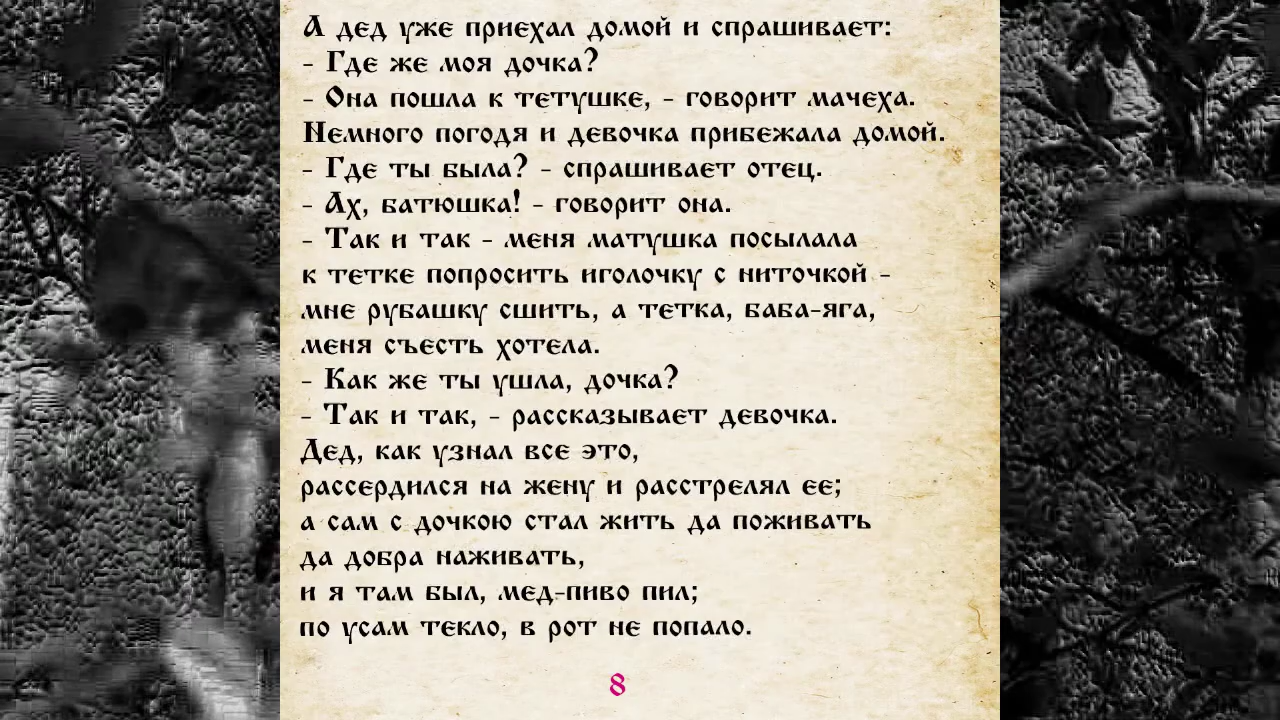 А дед уже приехал домой и спрашивает:
- Где же моя дочка?
- Она пошла к тетушке, - говорит мачеха.
Немного погодя и девочка прибежала домой.
- Где ты была? - спрашивает отец.
- Ах, батюшка! - говорит она.
- Так и так - меня матушка посылала
к тетке попросить иголочку с ниточкой -
мне рубашку сшить, а тетка, баба-яга,
меня съесть хотела.
- Как же ты ушла, дочка?
- Так и так, - рассказывает девочка.
Дед, как узнал все это,
рассердился на жену и расстрелял ее;
а сам с дочкою стал жить да поживать
да добра наживать,
и я там был, мед-пиво пил;
по усам текло, в рот не попало.
8